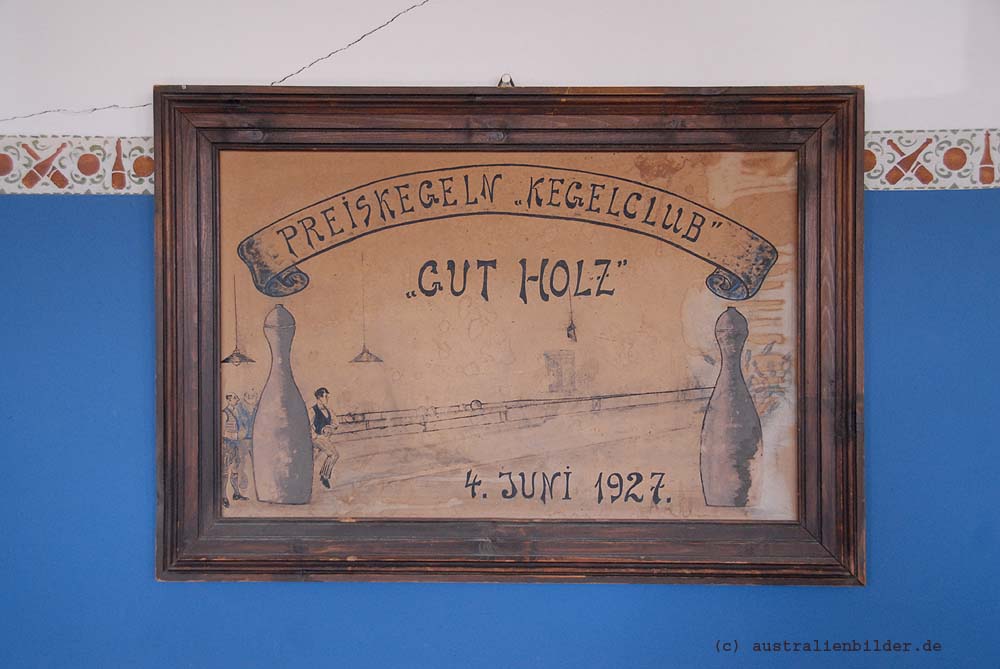 PREISKEGELN „KEGELCLUB"
„GUT HOLZ"
4. JUNI 1927.
(c) australienbilder.de